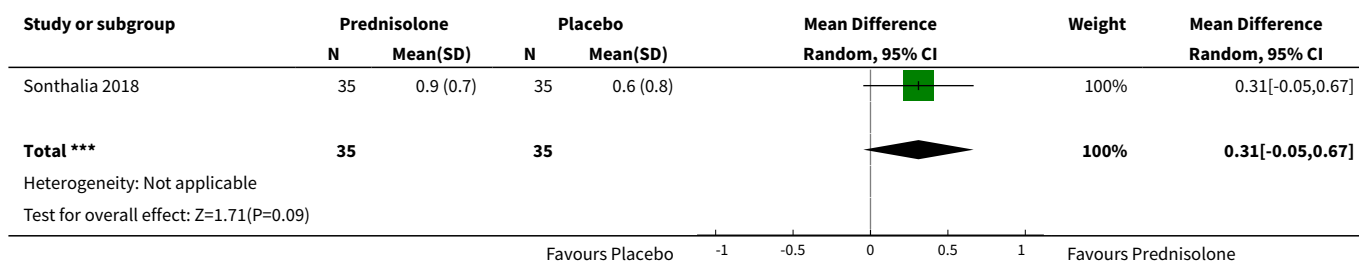 Study or subgroup Prednisolone Placebo Mean Difference Weight Mean Difference
N Mean(SD) N Mean(SD) Random, 95% CI Random, 95% CI
Sonthalia 2018 35 0.9 (0.7) 35 0.6 (0.8) 100% 0.31[-0.05,0.67]
Total *** 35 35 100% 0.31[-0.05,0.67]
Heterogeneity: Not applicable
Test for overall effect: Z=1.71(P=0.09)
Favours Placebo -1 -0.5 0 0.5 1 Favours Prednisolone